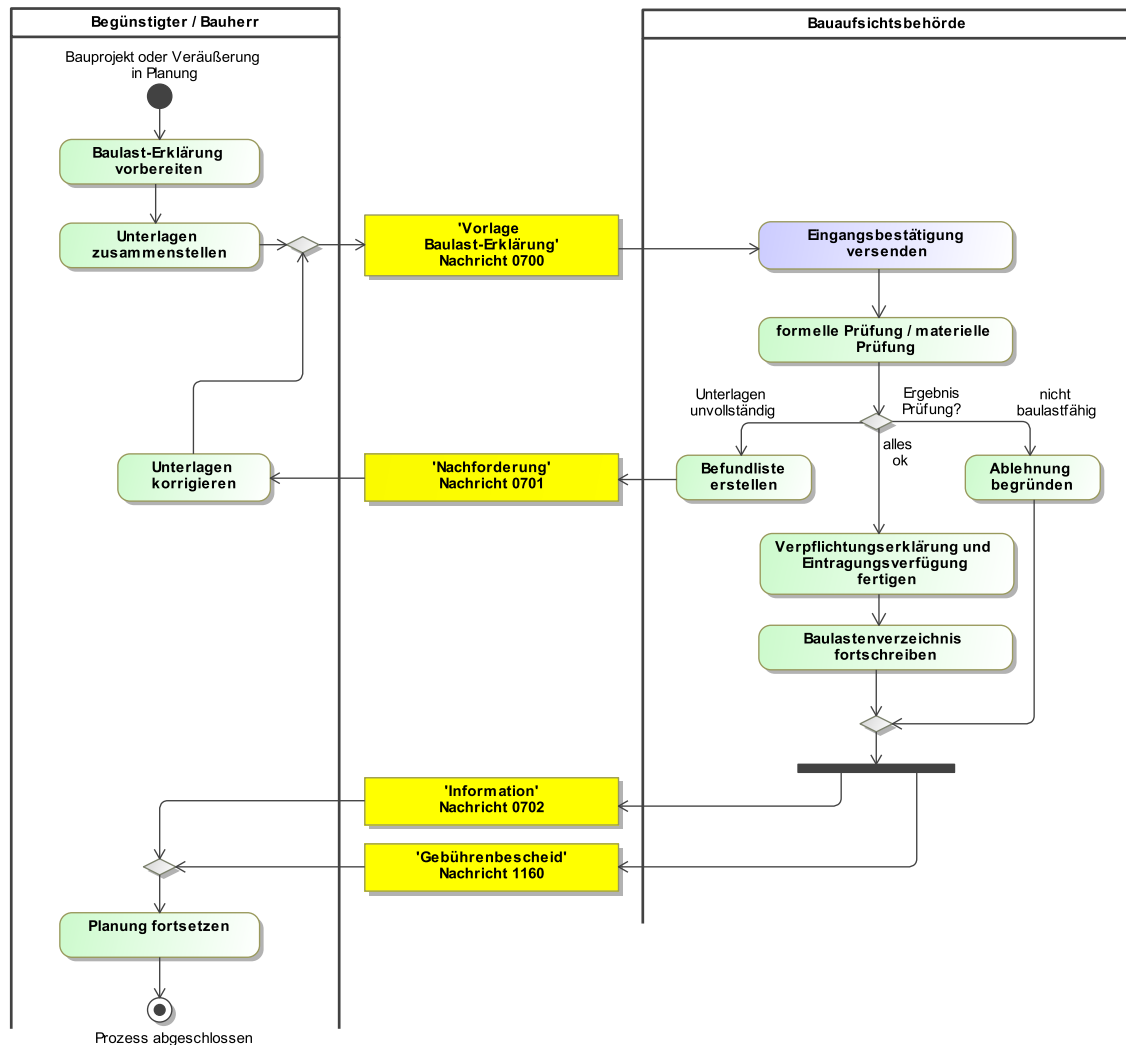 Begünstigter / Bauherr
Bauaufsichtsbehörde
Bauprojekt oder Veräußerung
in Planung
Baulast-Erklärung
vorbereiten
Unterlagen
zusammenstellen
'Vorlage
Baulast-Erklärung'
Nachricht 0700
Eingangsbestätigung
versenden
formelle Prüfung / materielle
Prüfung
Unterlagen
unvollständig
Ergebnis
Prüfung?
nicht
baulastfähig
alles
ok
Unterlagen
korrigieren
'Nachforderung'
Nachricht 0701
Befundliste
erstellen
Ablehnung
begründen
Verpflichtungserklärung und
Eintragungsverfügung
fertigen
Baulastenverzeichnis
fortschreiben
'Information'
Nachricht 0702
'Gebührenbescheid'
Nachricht 1160
Planung fortsetzen
Prozess abgeschlossen